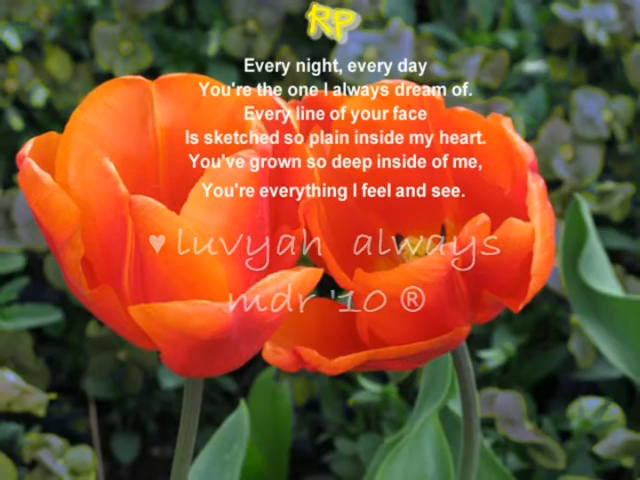 RP
Every night, every day
You're the one I always dream of.
Every line of your face
Is sketched so plain inside my heart.
You've grown so deep inside of me,
You're everything I feel and see.
♥ luvyah always
mdr '10 ®